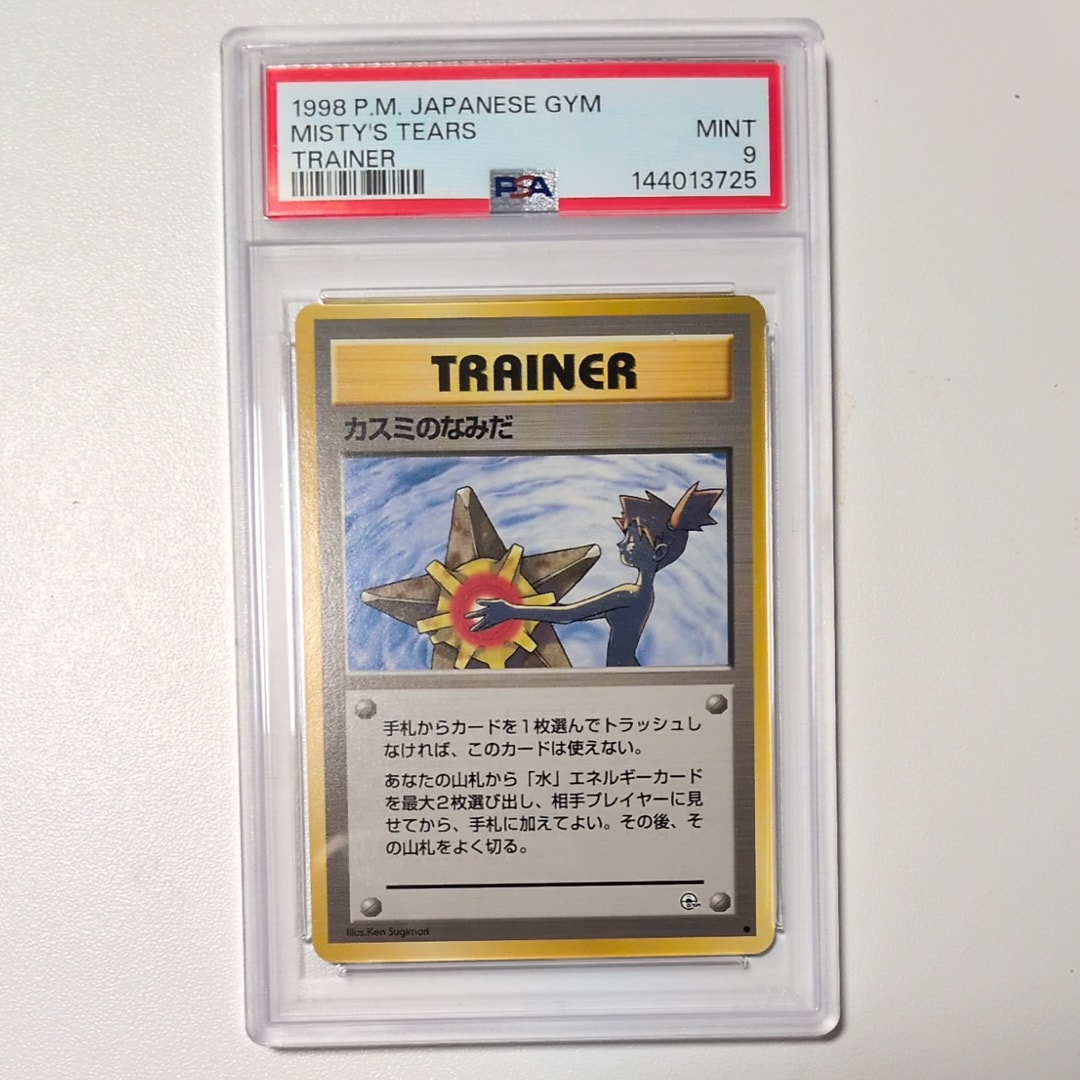 1998 P.M. JAPANESE GYM
MISTY'S TEARS
MINT
TRAINER
9
PSA
144013725
TRAINER
カスミのなみだ
手札からカードを1枚選んでトラッシュし
なければ、このカードは使えない。
あなたの山札から「水」エネルギーカード
を最大2枚選び出し、相手プレイヤーに見
せてから、手札に加えてよい。その後、そ
の山札をよく切る。
GYM
Illus.Ken Sugimori